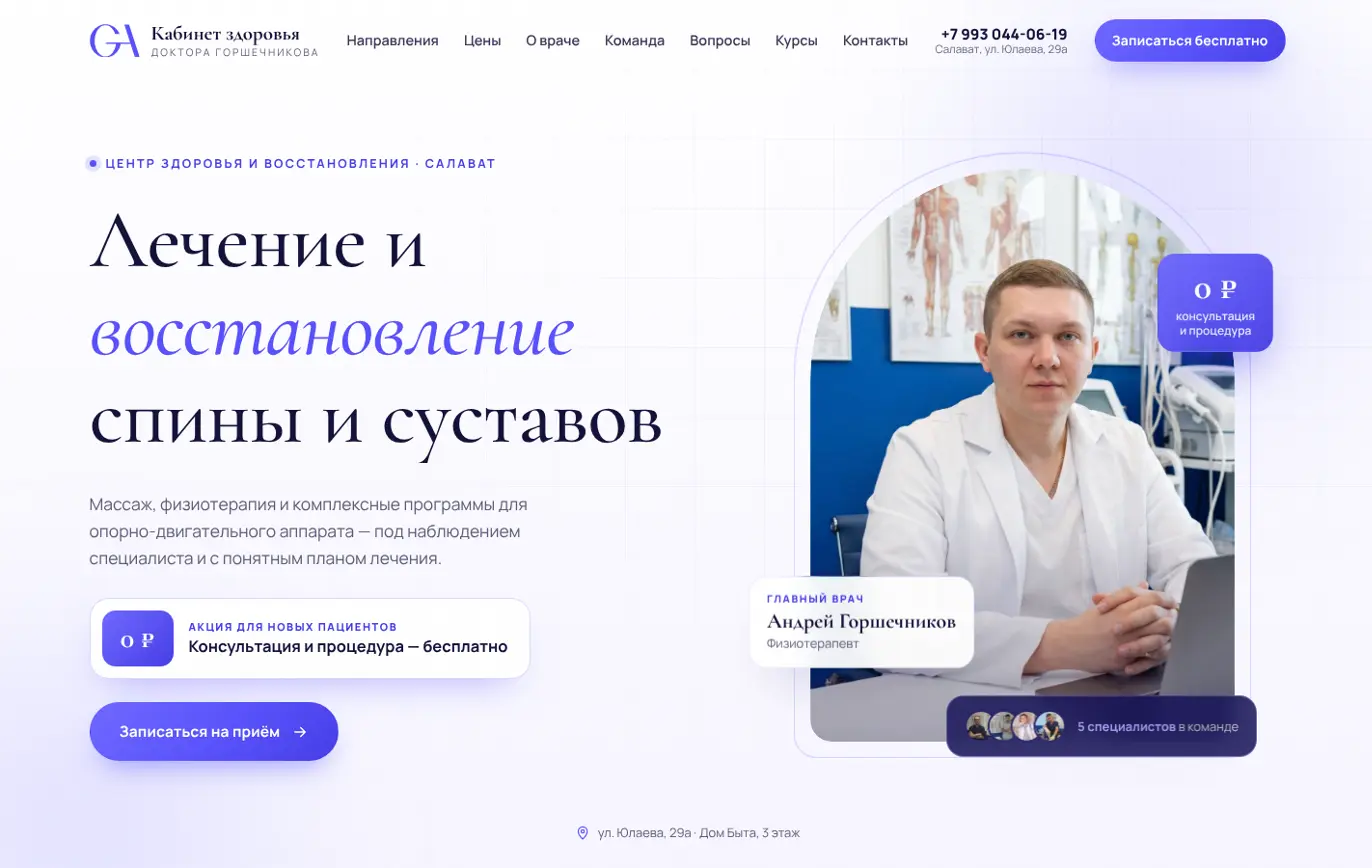 GA
Кабинет здоровья
ДОКТОРА ГОРШЕЧНИКОВА
Направления
Цены
О враче
Команда
Вопросы
Курсы
Контакты
+7 993 044-06-19
Салават, ул. Юлаева, 29а
Записаться бесплатно
ЦЕНТР ЗДОРОВЬЯ И ВОССТАНОВЛЕНИЯ · САЛАВАТ
Лечение и
восстановление
спины и суставов
Массаж, физиотерапия и комплексные программы для
опорно-двигательного аппарата — под наблюдением
специалиста и с понятным планом лечения.
0 ₽
АКЦИЯ ДЛЯ НОВЫХ ПАЦИЕНТОВ
Консультация и процедура — бесплатно
Записаться на приём →
0 ₽
консультация
и процедура
ГЛАВНЫЙ ВРАЧ
Андрей Горшечников
Физиотерапевт
5 специалистов в команде
ул. Юлаева, 29а · Дом Быта, 3 этаж